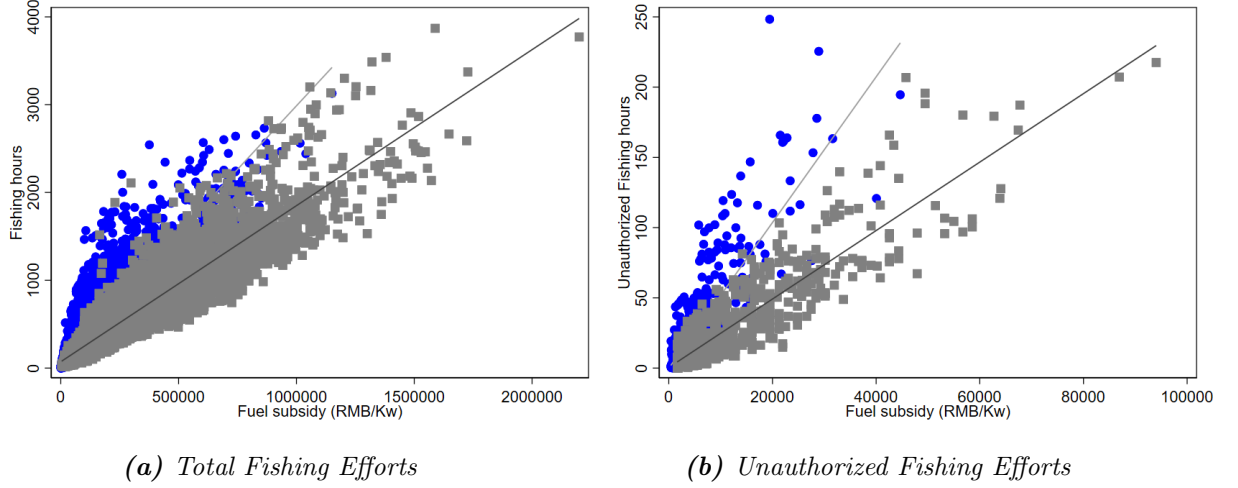 4000
3000
2000
1000
0
Fishing hours
0 500000 1000000 1500000 2000000
Fuel subsidy (RMB/Kw)
(a) Total Fishing Efforts
250
200
150
100
50
0
Unauthorized Fishing hours
0 20000 40000 60000 80000 100000
Fuel subsidy (RMB/Kw)
(b) Unauthorized Fishing Efforts